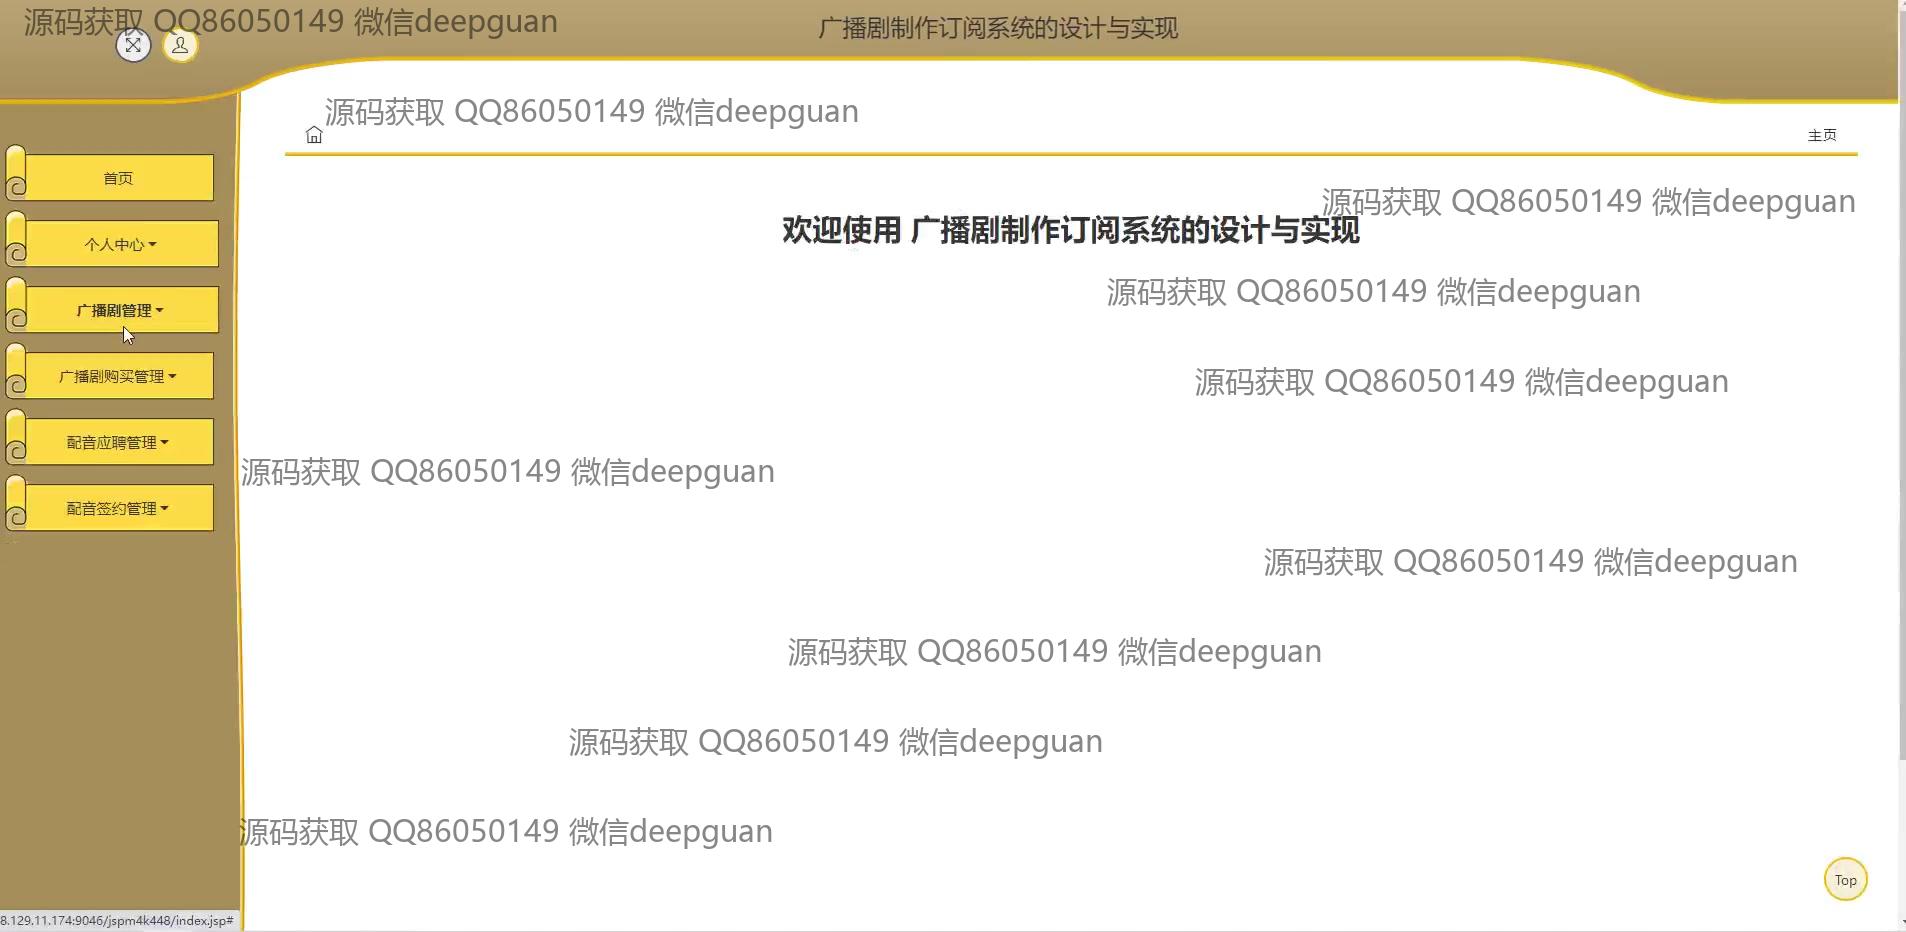 源码获取 QQ86050149 微信deepguan
广播剧制作订阅系统的设计与实现
源码获取 QQ86050149 微信deepguan
主页
首页
源码获取 QQ86050149 微信deepguan
欢迎使用 广播剧制作订阅系统的设计与实现
个人中心
源码获取 QQ86050149 微信deepguan
广播剧管理
广播剧购买管理
源码获取 QQ86050149 微信deepguan
配音应聘管理
源码获取 QQ86050149 微信deepguan
配音签约管理
源码获取 QQ86050149 微信deepguan
源码获取 QQ86050149 微信deepguan
源码获取 QQ86050149 微信deepguan
源码获取 QQ86050149 微信deepguan
Top
8.129.11.174:9046/jspm4k448/index.jsp#